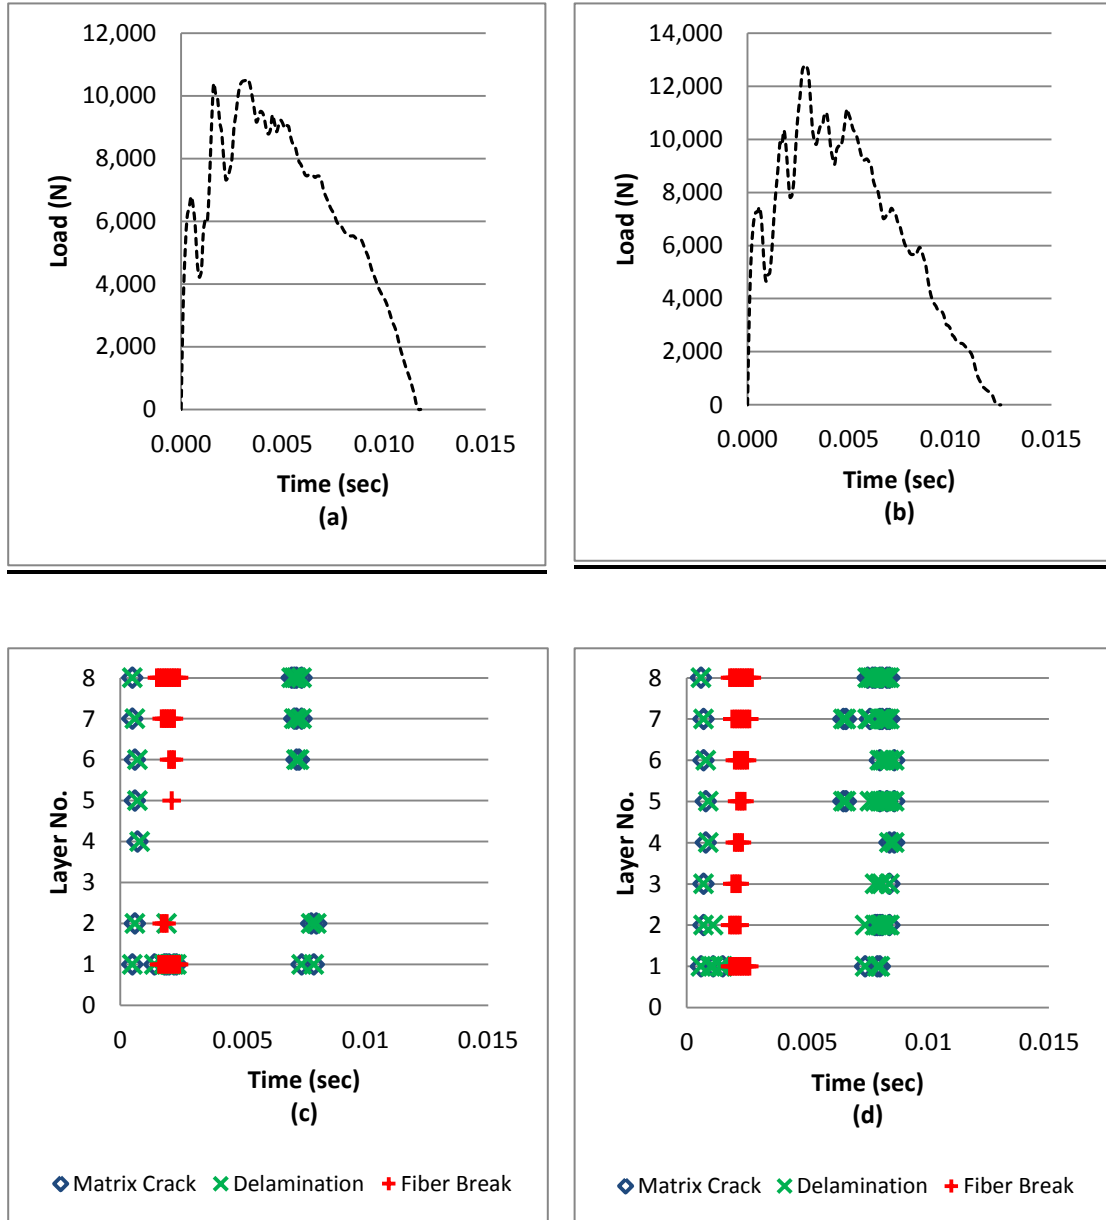 12,000
10,000
8,000
6,000
4,000
2,000
0
Load (N)
0.000 0.005 0.010 0.015
Time (sec)
(a)
14,000
12,000
10,000
8,000
6,000
4,000
2,000
0
Load (N)
0.000 0.005 0.010 0.015
Time (sec)
(b)
8
7
6
5
4
3
2
1
0
Layer No.
0 0.005 0.01 0.015
Time (sec)
(c)
Matrix Crack Delamination Fiber Break
8
7
6
5
4
3
2
1
0
Layer No.
0 0.005 0.01 0.015
Time (sec)
(d)
Matrix Crack Delamination Fiber Break